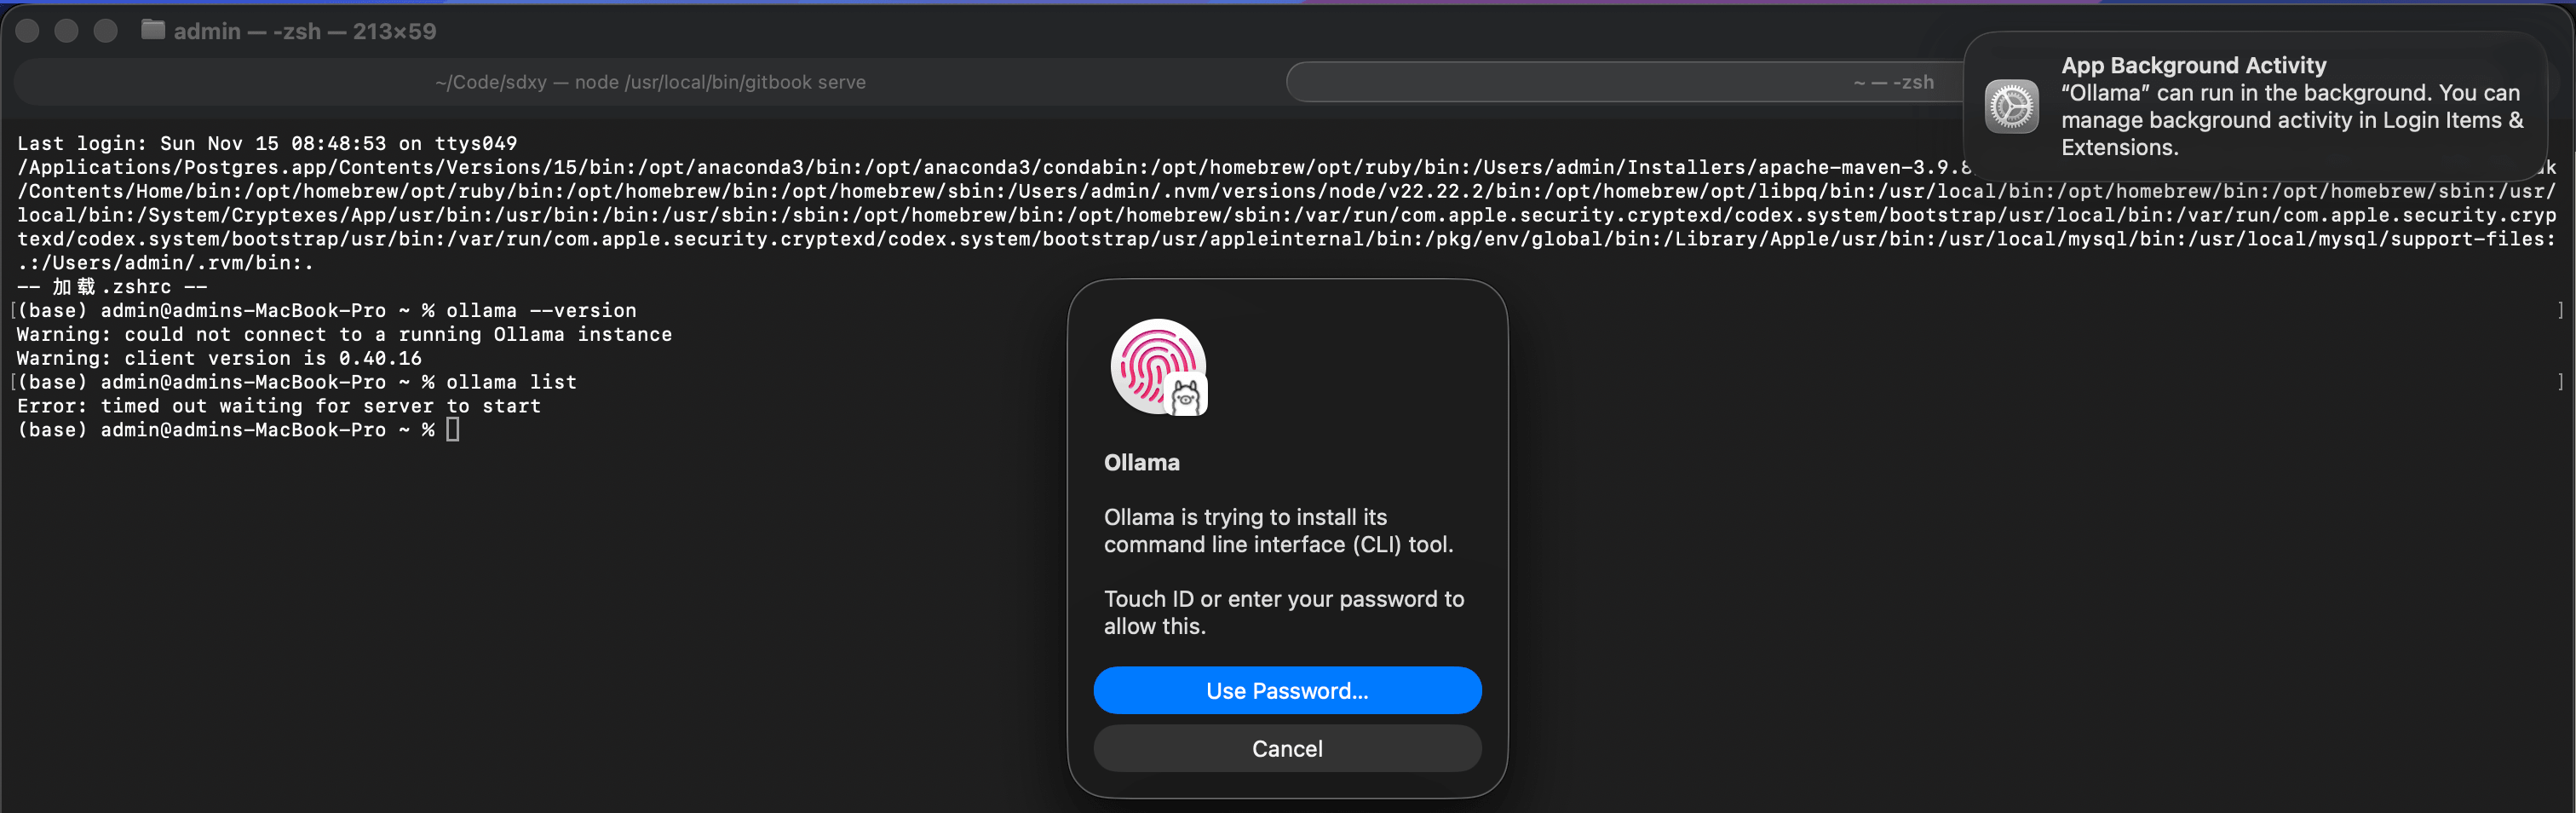 admin — -zsh — 213×59
~/Code/sdxy — node /usr/local/bin/gitbook serve
~ — -zsh
App Background Activity
“Ollama” can run in the background. You can
manage background activity in Login Items &
Extensions.
Last login: Sun Nov 15 08:48:53 on ttys049
/Applications/Postgres.app/Contents/Versions/15/bin:/opt/anaconda3/bin:/opt/anaconda3/condabin:/opt/homebrew/opt/ruby/bin:/Users/admin/Installers/apache-maven-3.9.8
/Contents/Home/bin:/opt/homebrew/opt/ruby/bin:/opt/homebrew/bin:/opt/homebrew/sbin:/Users/admin/.nvm/versions/node/v22.22.2/bin:/opt/homebrew/opt/libpq/bin:/usr/local/bin:/opt/homebrew/bin:/opt/homebrew/sbin:/usr/
local/bin:/System/Cryptexes/App/usr/bin:/usr/bin:/bin:/usr/sbin:/sbin:/opt/homebrew/bin:/opt/homebrew/sbin:/var/run/com.apple.security.cryptexd/codex.system/bootstrap/usr/local/bin:/var/run/com.apple.security.cryp
texd/codex.system/bootstrap/usr/bin:/var/run/com.apple.security.cryptexd/codex.system/bootstrap/usr/appleinternal/bin:/pkg/env/global/bin:/Library/Apple/usr/bin:/usr/local/mysql/bin:/usr/local/mysql/support-files:
.:/Users/admin/.rvm/bin:.
-- 加载.zshrc --
[(base) admin@admins-MacBook-Pro ~ % ollama --version ]
Warning: could not connect to a running Ollama instance
Warning: client version is 0.40.16
[(base) admin@admins-MacBook-Pro ~ % ollama list ]
Error: timed out waiting for server to start
(base) admin@admins-MacBook-Pro ~ %
Ollama
Ollama is trying to install its
command line interface (CLI) tool.
Touch ID or enter your password to
allow this.
Use Password...
Cancel